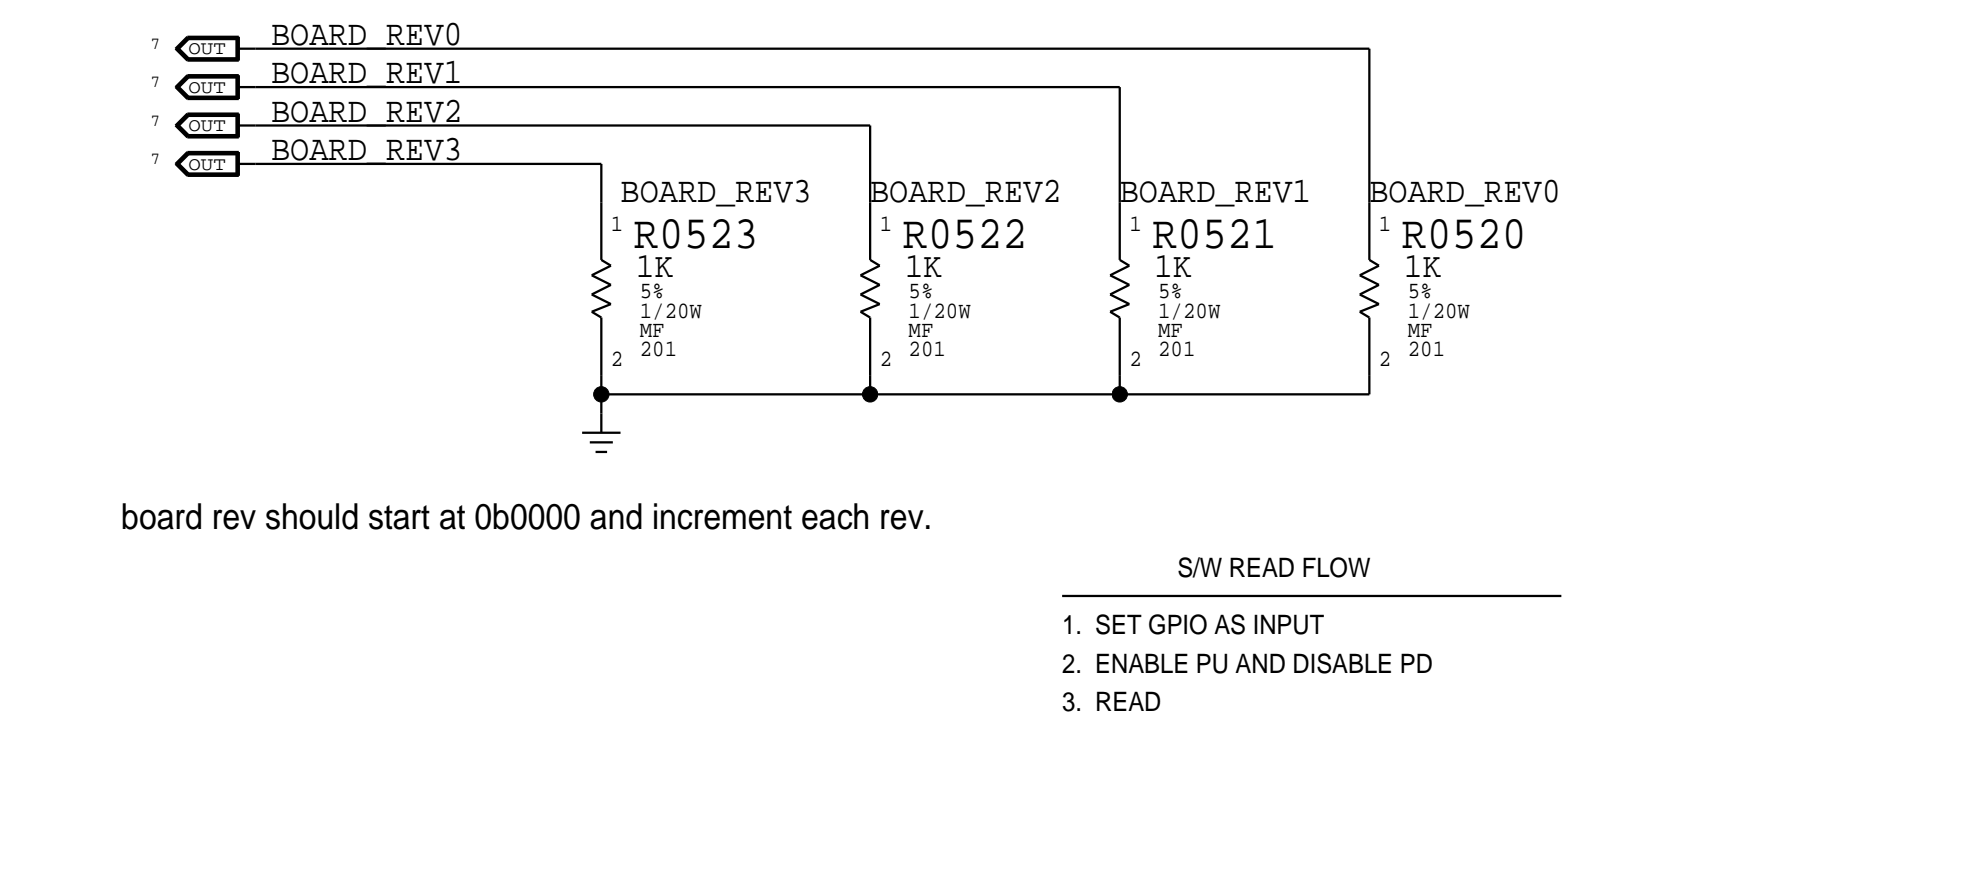 7 OUT BOARD_REV0
7 OUT BOARD_REV1
7 OUT BOARD_REV2
7 OUT BOARD_REV3
BOARD_REV3 BOARD_REV2 BOARD_REV1 BOARD_REV0
1 R0523 1 R0522 1 R0521 1 R0520
1K 1K 1K 1K
5% 5% 5% 5%
1/20W 1/20W 1/20W 1/20W
MF MF MF MF
2 201 2 201 2 201 2 201
board rev should start at 0b0000 and increment each rev.
S/W READ FLOW
1. SET GPIO AS INPUT
2. ENABLE PU AND DISABLE PD
3. READ